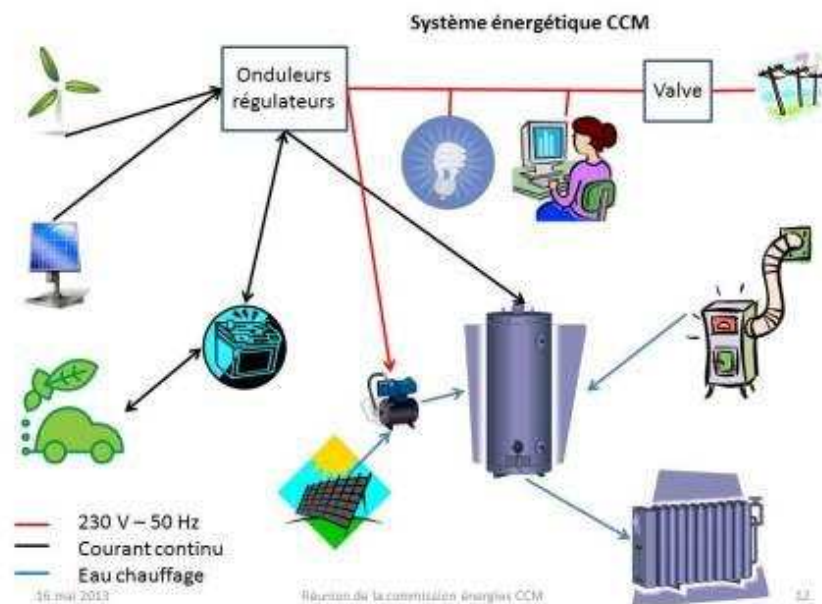 Système énergétique CCM
Onduleurs
régulateurs
Valve
230 V – 50 Hz
Courant continu
Eau chauffage
16 mai 2013
Réunion de la commission énergies CCM
12